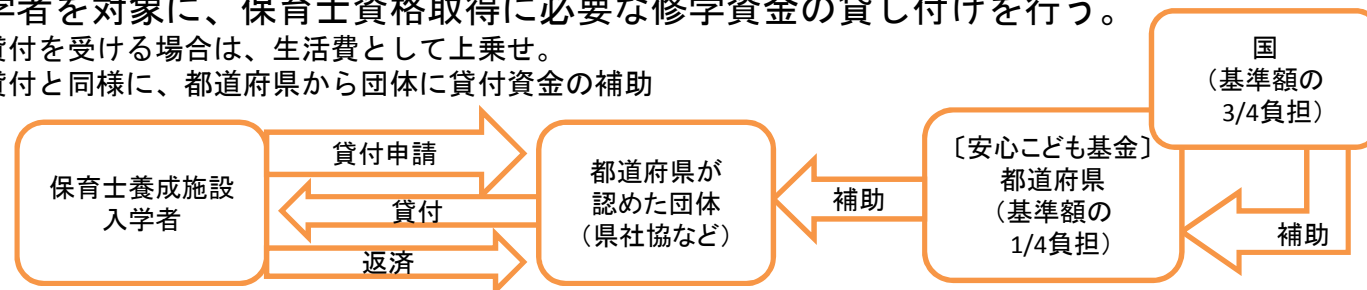 学者を対象に、保育士資格取得に必要な修学資金の貸し付けを行う。
貸付を受ける場合は、生活費として上乗せ。
貸付と同様に、都道府県から団体に貸付資金の補助
国
（基準額の
3/4負担）
貸付申請
保育士養成施設
入学者
貸付
返済
都道府県が
認めた団体
（県社協など）
補助
〔安心こども基金〕
都道府県
（基準額の
1/4負担）
補助